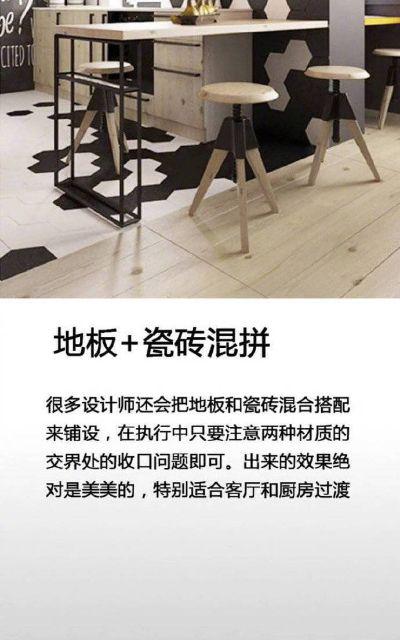 be?
CITED TO
地板+瓷砖混拼
很多设计师还会把地板和瓷砖混合搭配
来铺设，在执行中只要注意两种材质的
交界处的收口问题即可。出来的效果绝
对是美美的，特别适合客厅和厨房过渡